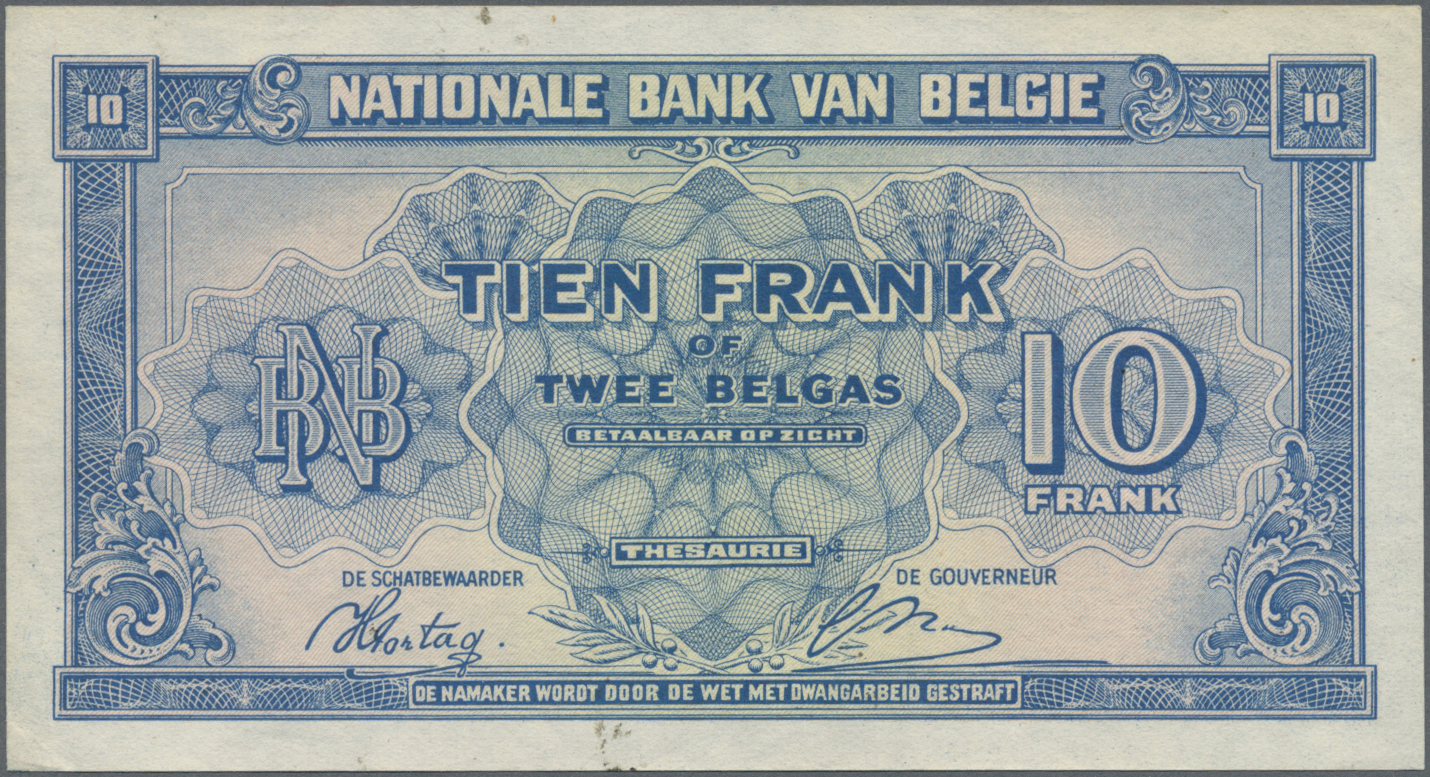 10 NATIONALE BANK VAN BELGIE 10
TIEN FRANK
OF
TWEE BELGAS
BETAALBAAR OP ZICHT
BNB
10
FRANK
THESAURIE
DE SCHATBEWAARDER
DE GOUVERNEUR
DE NAMAKER WORDT DOOR DE WET MET DWANGARBEID GESTRAFT